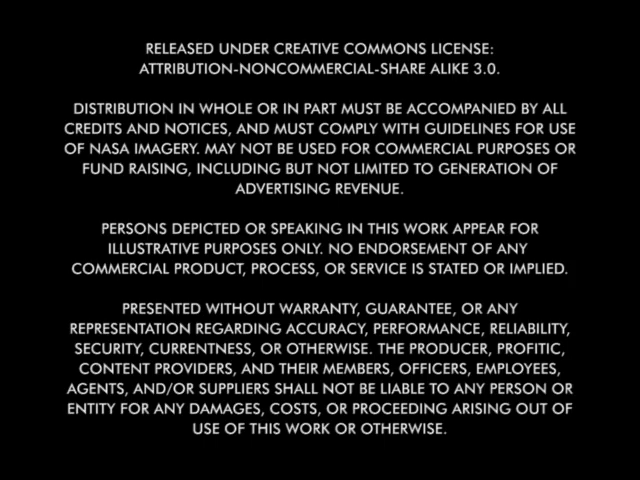 RELEASED UNDER CREATIVE COMMONS LICENSE:
ATTRIBUTION-NONCOMMERCIAL-SHARE ALIKE 3.0.
DISTRIBUTION IN WHOLE OR IN PART MUST BE ACCOMPANIED BY ALL
CREDITS AND NOTICES, AND MUST COMPLY WITH GUIDELINES FOR USE
OF NASA IMAGERY. MAY NOT BE USED FOR COMMERCIAL PURPOSES OR
FUND RAISING, INCLUDING BUT NOT LIMITED TO GENERATION OF
ADVERTISING REVENUE.
PERSONS DEPICTED OR SPEAKING IN THIS WORK APPEAR FOR
ILLUSTRATIVE PURPOSES ONLY. NO ENDORSEMENT OF ANY
COMMERCIAL PRODUCT, PROCESS, OR SERVICE IS STATED OR IMPLIED.
PRESENTED WITHOUT WARRANTY, GUARANTEE, OR ANY
REPRESENTATION REGARDING ACCURACY, PERFORMANCE, RELIABILITY,
SECURITY, CURRENTNESS, OR OTHERWISE. THE PRODUCER, PROFITIC,
CONTENT PROVIDERS, AND THEIR MEMBERS, OFFICERS, EMPLOYEES,
AGENTS, AND/OR SUPPLIERS SHALL NOT BE LIABLE TO ANY PERSON OR
ENTITY FOR ANY DAMAGES, COSTS, OR PROCEEDING ARISING OUT OF
USE OF THIS WORK OR OTHERWISE.